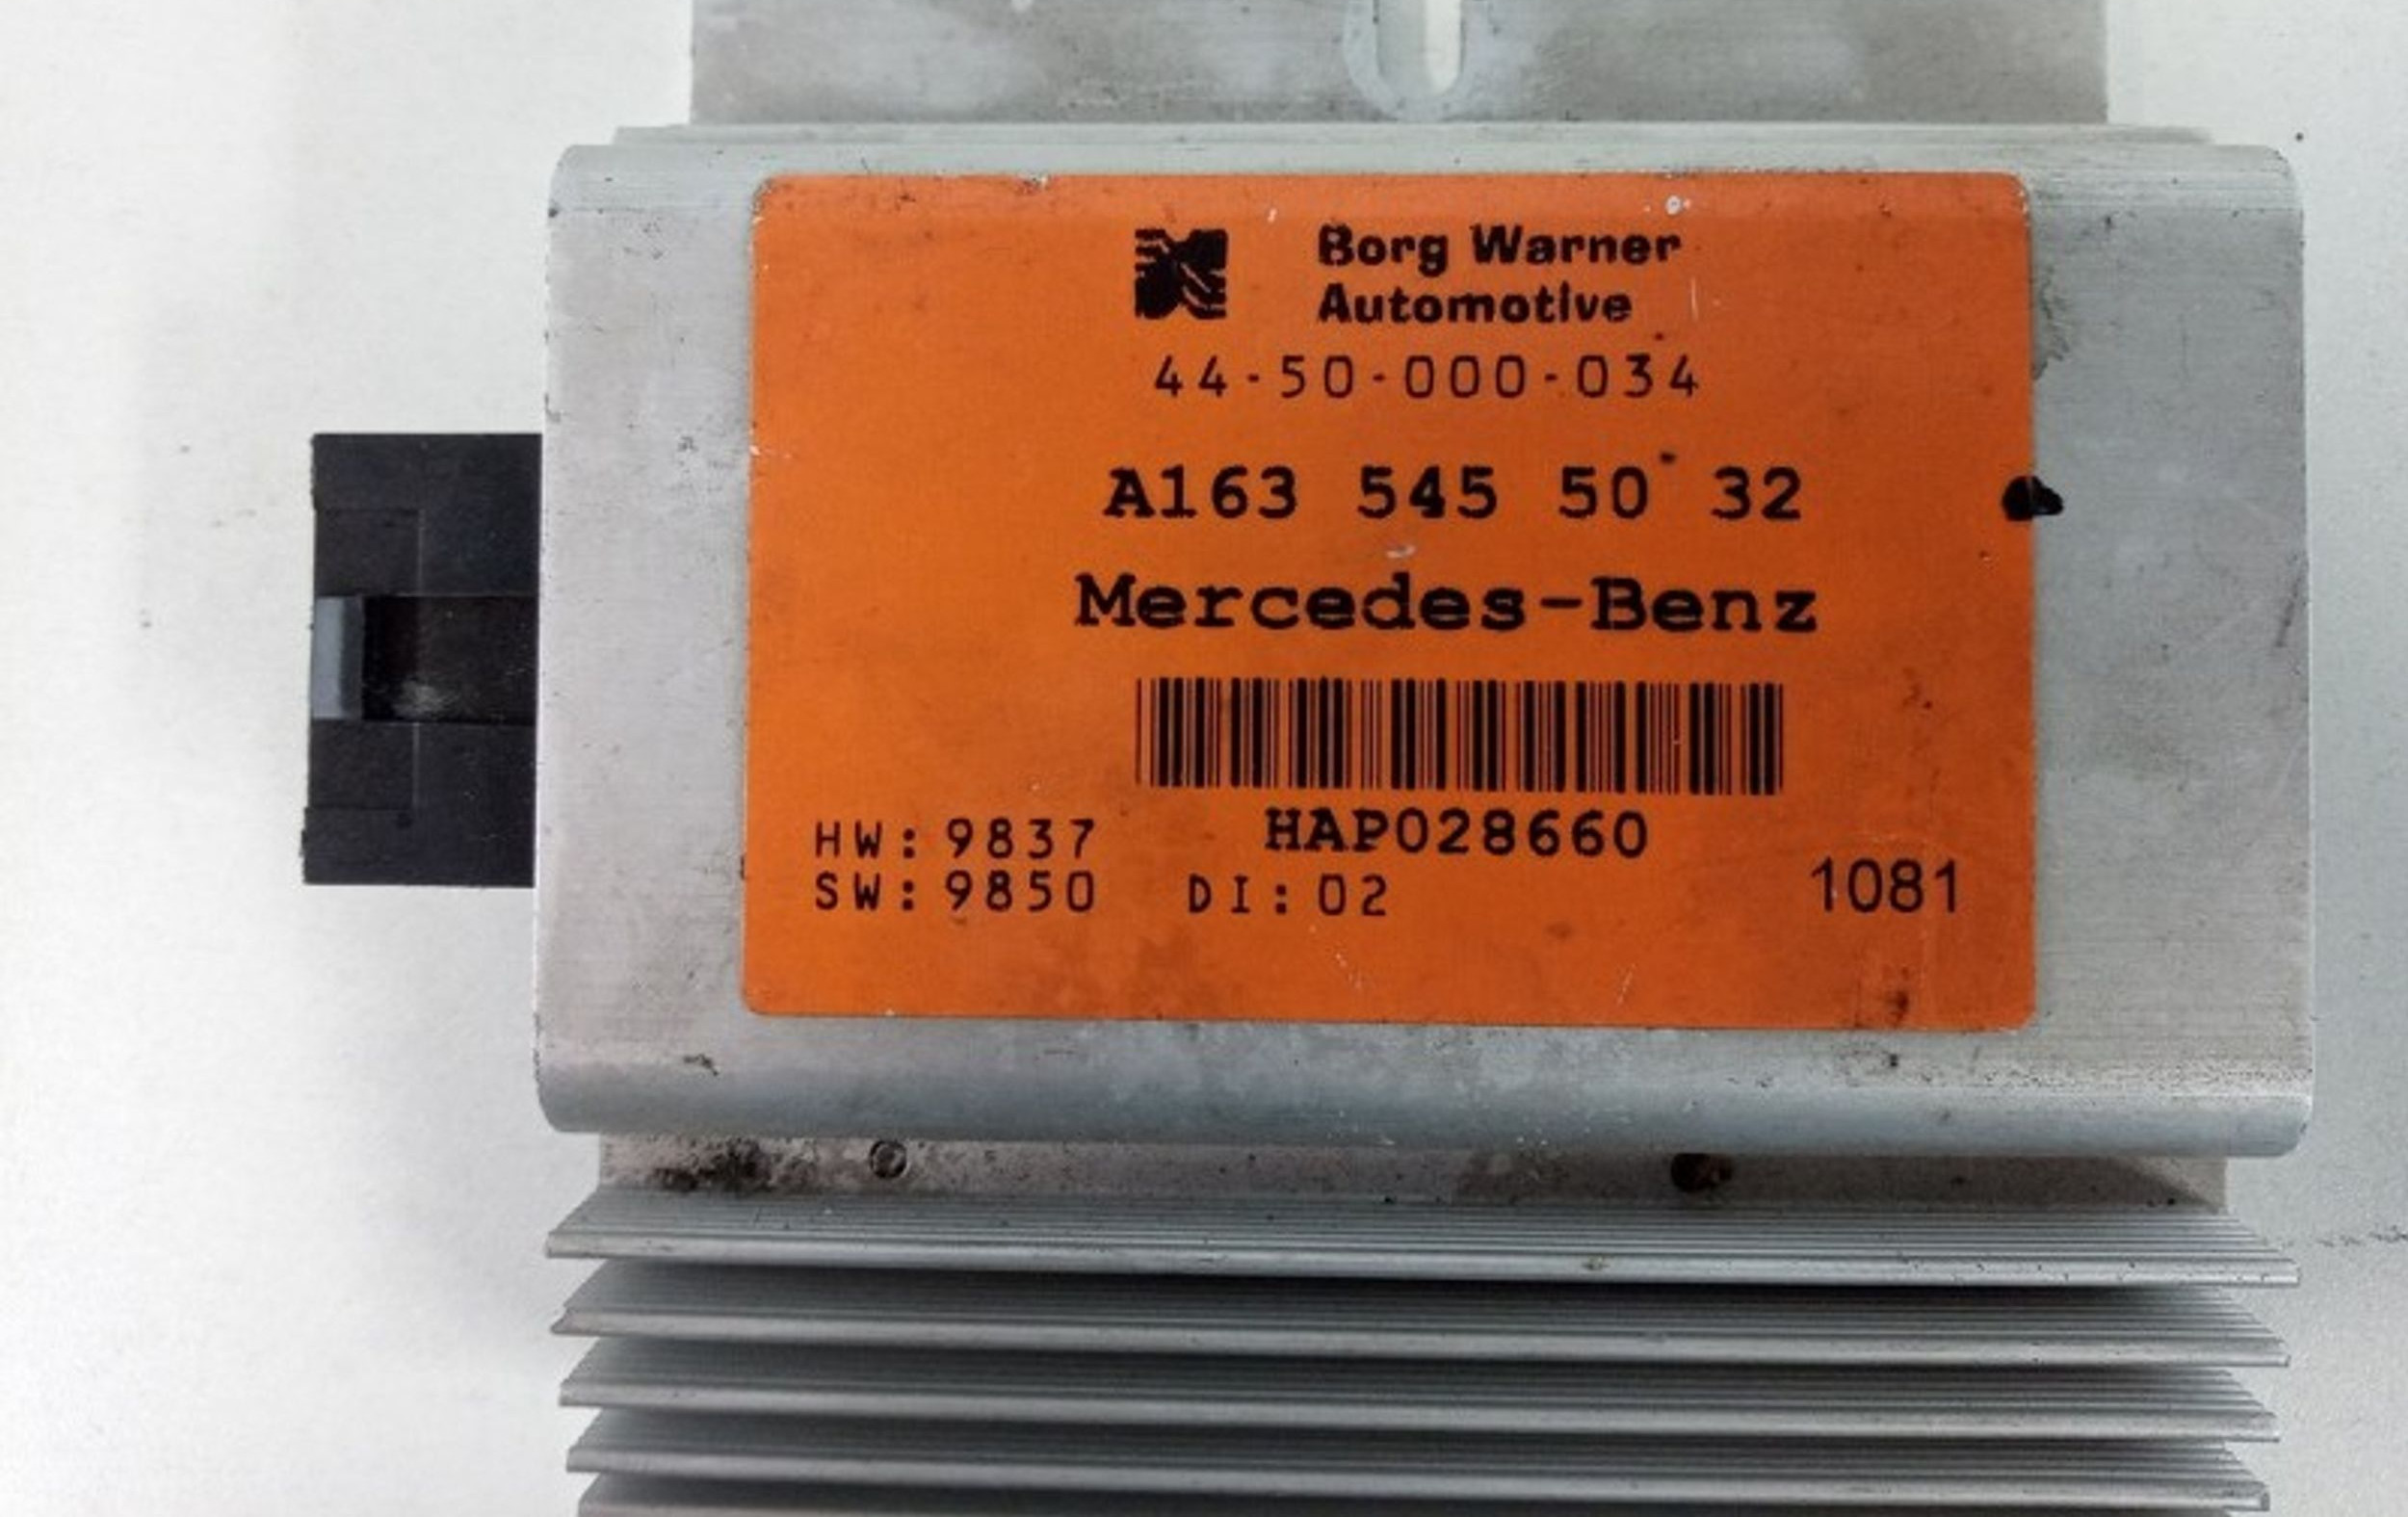 Borg Warner
Automotive
44-50-000-034
A163 545 50 32
Mercedes-Benz
HAP028660
HW: 9837
SW: 9850 DI: 02
1081